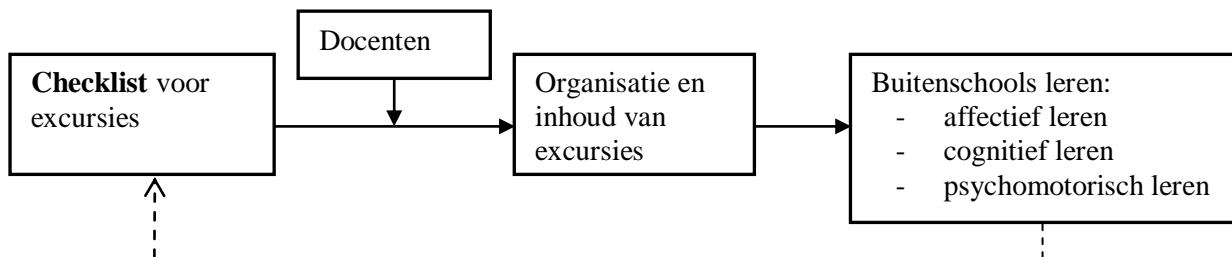 Docenten
Checklist voor
excursies
Organisatie en
inhoud van
excursies
Buitenschools leren:
- affectief leren
- cognitief leren
- psychomotorisch leren